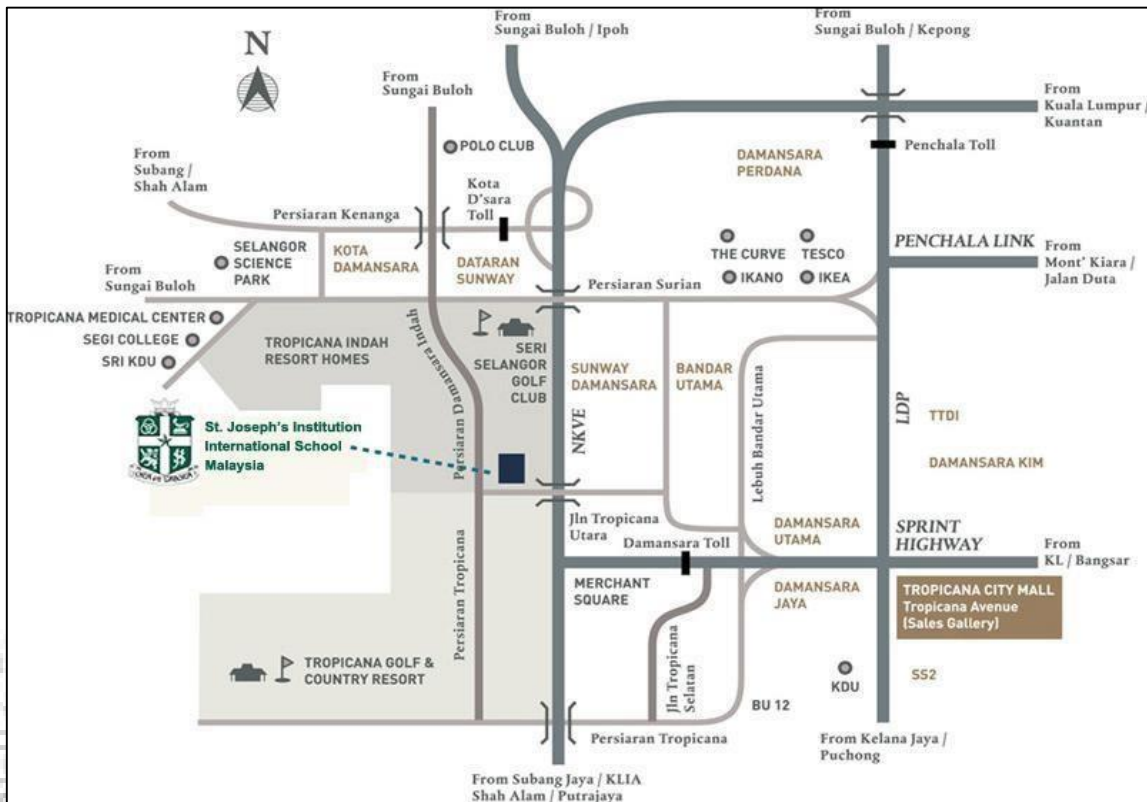 From
Sungai Buloh / Ipoh
From
Sungai Buloh / Kepong
N
From
Sungai Buloh
From
Kuala Lumpur /
Kuantan
POLO CLUB
DAMANSARA
PERDANA
Penchala Toll
From
Subang /
Shah Alam
Kota
D'sara
Toll
Persiaran Kenanga
SELANGOR
SCIENCE
PARK
KOTA
DAMANSARA
DATARAN
SUNWAY
THE CURVE
TESCO
IKANO
IKEA
PENCHALA LINK
From
Mont' Kiara /
Jalan Duta
From
Sungai Buloh
Persiaran Surian
TROPICANA MEDICAL CENTER
SEGI COLLEGE
SRI KDU
TROPICANA INDAH
RESORT HOMES
Persiaran Damansara Indah
SERI
SELANGOR
GOLF
CLUB
SUNWAY
DAMANSARA
BANDAR
UTAMA
NKVE
Lebuh Bandar Utama
LDP
TTDI
DAMANSARA KIM
St. Joseph's Institution
International School
Malaysia
Jln Tropicana
Utara
Damansara Toll
DAMANSARA
UTAMA
SPRINT
HIGHWAY
From
KL / Bangsar
Persiaran Tropicana
MERCHANT
SQUARE
DAMANSARA
JAYA
TROPICANA CITY MALL
Tropicana Avenue
(Sales Gallery)
TROPICANA GOLF &
COUNTRY RESORT
Jln Tropicana
Selatan
KDU
SS2
BU 12
Persiaran Tropicana
From Kelana Jaya /
Puchong
From Subang Jaya / KLIA
Shah Alam / Putrajaya